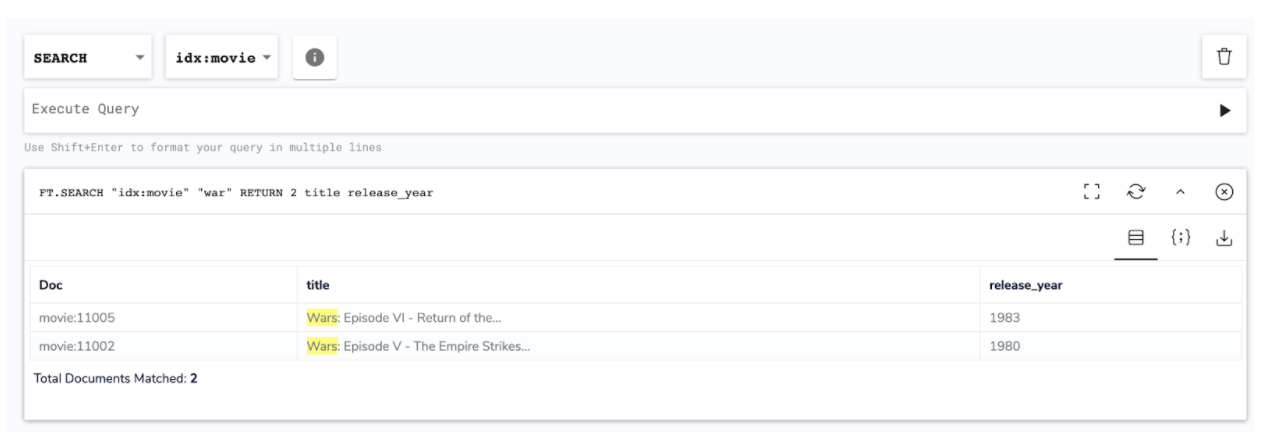 SEARCH idx:movie
Execute Query
Use Shift+Enter to format your query in multiple lines
FT.SEARCH "idx:movie" "war" RETURN 2 title release_year
{;}
Doc title release_year
movie:11005 Wars: Episode VI - Return of the... 1983
movie:11002 Wars: Episode V - The Empire Strikes... 1980
Total Documents Matched: 2